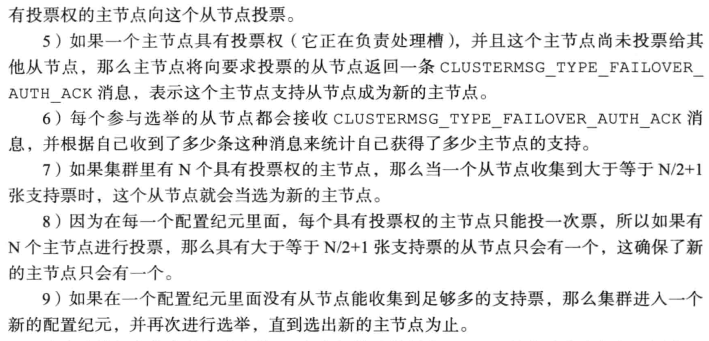 有投票权的主节点向这个从节点投票。
5）如果一个主节点具有投票权（它正在负责处理槽），并且这个主节点尚未投票给其
他从节点，那么主节点将向要求投票的从节点返回一条 CLUSTERMSG_TYPE_FAILOVER_
AUTH_ACK 消息，表示这个主节点支持从节点成为新的主节点。
6）每个参与选举的从节点都会接收 CLUSTERMSG_TYPE_FAILOVER_AUTH_ACK 消
息，并根据自己收到了多少条这种消息来统计自己获得了多少主节点的支持。
7）如果集群里有 N 个具有投票权的主节点，那么当一个从节点收集到大于等于 N/2+1
张支持票时，这个从节点就会当选为新的主节点。
8）因为在每一个配置纪元里面，每个具有投票权的主节点只能投一次票，所以如果有
N 个主节点进行投票，那么具有大于等于 N/2+1 张支持票的从节点只会有一个，这确保了新
的主节点只会有一个。
9）如果在一个配置纪元里面没有从节点能收集到足够多的支持票，那么集群进入一个
新的配置纪元，并再次进行选举，直到选出新的主节点为止。